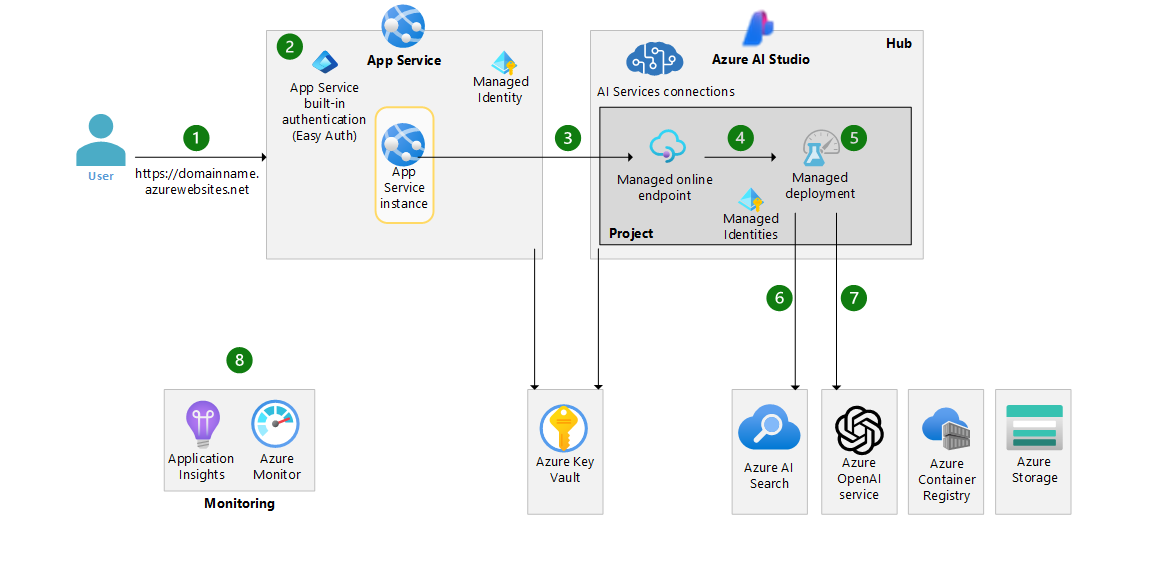 2
App Service
App Service
built-in
authentication
(Easy Auth)
Managed
Identity
Azure AI Studio
Hub
AI Services connections
1
User
https://domainname.
azurewebsites.net
App
Service
instance
3
Managed online
endpoint
4
5
Managed
deployment
Managed
Identities
Project
6
7
8
Application
Insights
Azure
Monitor
Monitoring
Azure Key
Vault
Azure AI
Search
Azure
OpenAI
service
Azure
Container
Registry
Azure
Storage